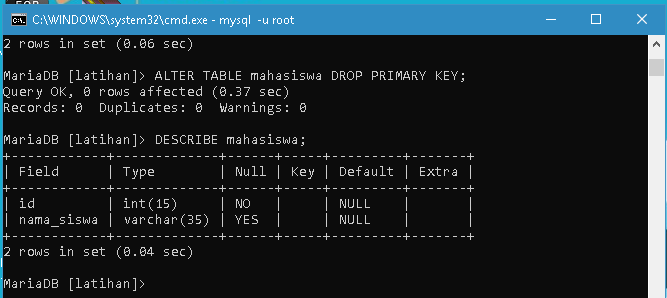 C:\WINDOWS\system32\cmd.exe - mysql -u root
2 rows in set (0.06 sec)
MariaDB [latihan]> ALTER TABLE mahasiswa DROP PRIMARY KEY;
Query OK, 0 rows affected (0.37 sec)
Records: 0  Duplicates: 0  Warnings: 0
MariaDB [latihan]> DESCRIBE mahasiswa;
+------------+-------------+------+-----+---------+-------+
| Field      | Type        | Null | Key | Default | Extra |
+------------+-------------+------+-----+---------+-------+
| id         | int(15)     | NO   |     | NULL    |       |
| nama_siswa | varchar(35) | YES  |     | NULL    |       |
+------------+-------------+------+-----+---------+-------+
2 rows in set (0.04 sec)
MariaDB [latihan]>